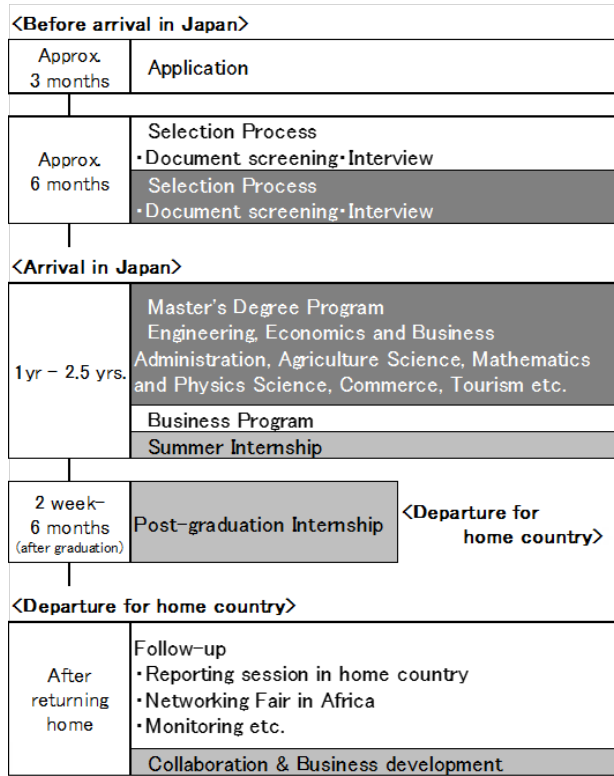 <Before arrival in Japan>
Approx.
3 months
Application
Approx.
6 months
Selection Process
・Document screening・Interview
Selection Process
・Document screening・Interview
<Arrival in Japan>
1yr – 2.5 yrs.
Master's Degree Program
Engineering, Economics and Business
Administration, Agriculture Science, Mathematics
and Physics Science, Commerce, Tourism etc.
Business Program
Summer Internship
2 week–
6 months
(after graduation)
Post-graduation Internship
<Departure for
home country>
<Departure for home country>
After
returning
home
Follow-up
・Reporting session in home country
・Networking Fair in Africa
・Monitoring etc.
Collaboration & Business development